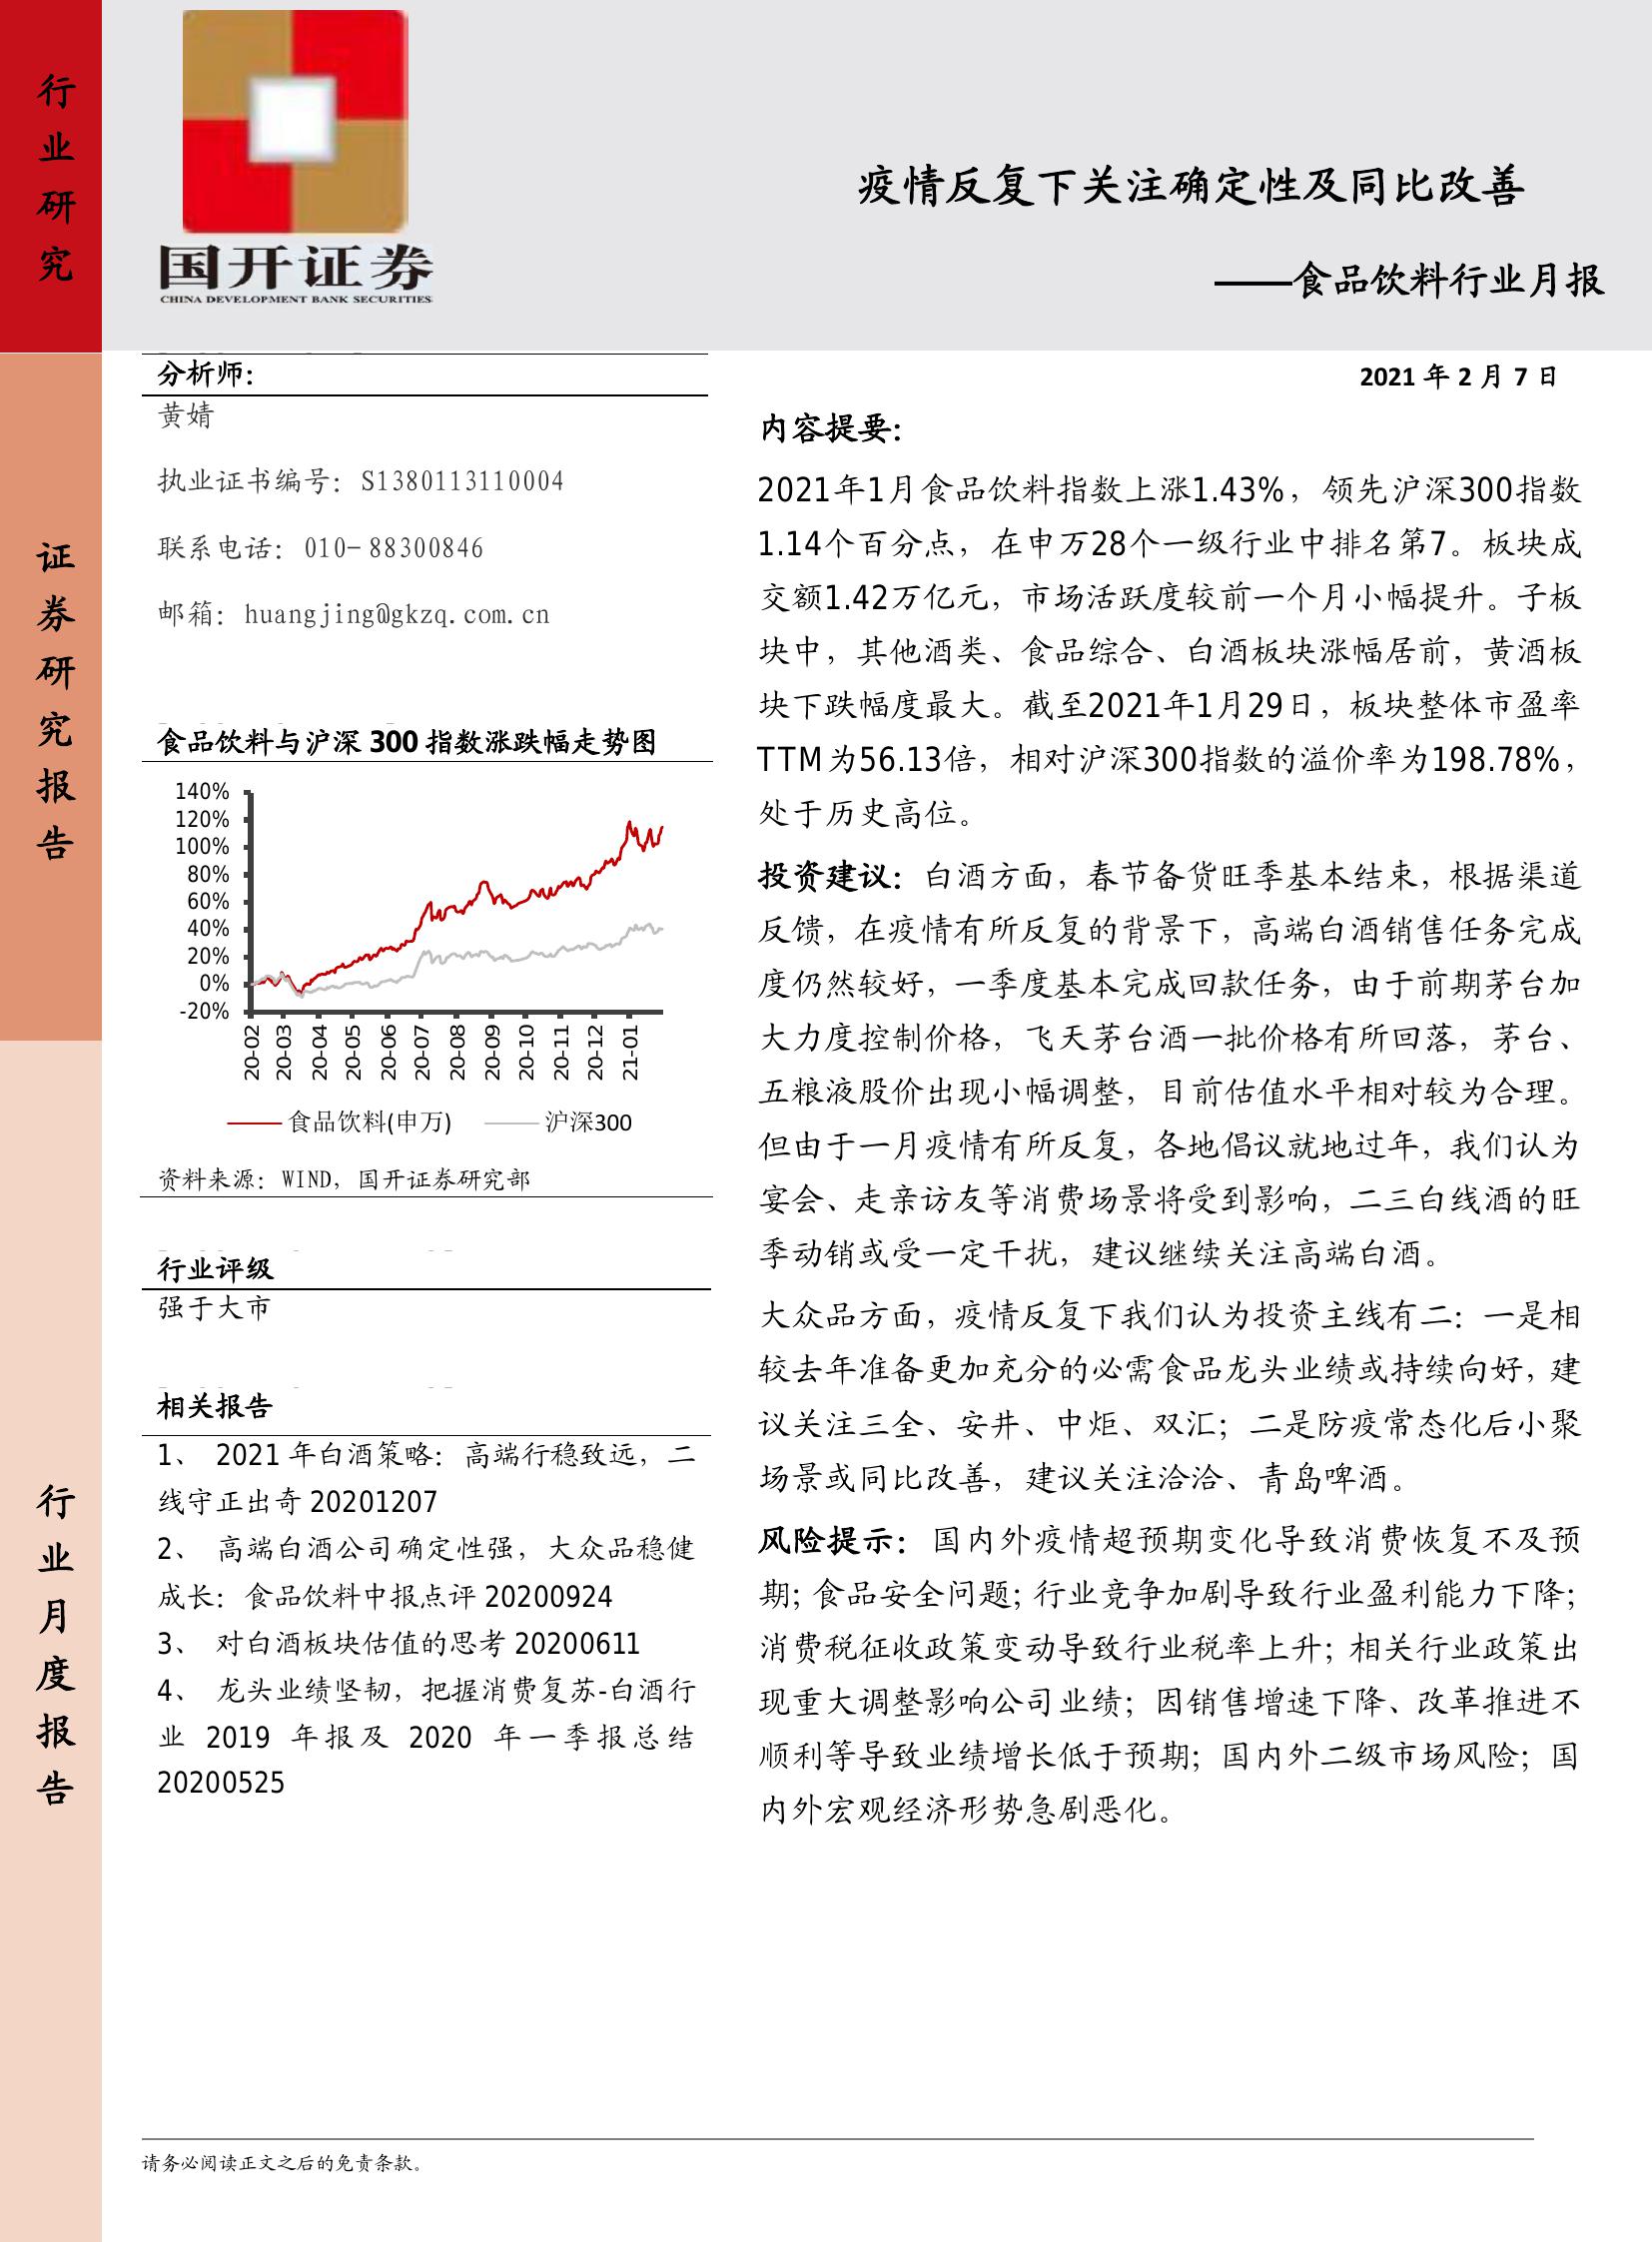 行业研究
证券研究报告
行业月度报告
国开证券
CHINA DEVELOPMENT BANK SECURITIES
疫情反复下关注确定性及同比改善
——食品饮料行业月报
分析师:
黄婧
执业证书编号: S1380113110004
联系电话: 010-88300846
邮箱: huangjing@gkzq.com.cn
食品饮料与沪深 300 指数涨跌幅走势图
140%
120%
100%
80%
60%
40%
20%
0%
-20%
20-02
20-03
20-04
20-05
20-06
20-07
20-08
20-09
20-10
20-11
20-12
21-01
食品饮料(申万)
沪深300
资料来源: WIND, 国开证券研究部
行业评级
强于大市
相关报告
1、 2021 年白酒策略: 高端行稳致远, 二
线守正出奇 20201207
2、 高端白酒公司确定性强, 大众品稳健
成长: 食品饮料中报点评 20200924
3、 对白酒板块估值的思考 20200611
4、 龙头业绩坚韧, 把握消费复苏-白酒行
业 2019 年报及 2020 年一季报总结
20200525
2021 年 2 月 7 日
内容提要:
2021年1月食品饮料指数上涨1.43%, 领先沪深300指数
1.14个百分点, 在申万28个一级行业中排名第7。板块成
交额1.42万亿元, 市场活跃度较前一个月小幅提升。子板
块中, 其他酒类、食品综合、白酒板块涨幅居前, 黄酒板
块下跌幅度最大。截至2021年1月29日, 板块整体市盈率
TTM为56.13倍, 相对沪深300指数的溢价率为198.78%,
处于历史高位。
投资建议: 白酒方面, 春节备货旺季基本结束, 根据渠道
反馈, 在疫情有所反复的背景下, 高端白酒销售任务完成
度仍然较好, 一季度基本完成回款任务, 由于前期茅台加
大力度控制价格, 飞天茅台酒一批价格有所回落, 茅台、
五粮液股价出现小幅调整, 目前估值水平相对较为合理。
但由于一月疫情有所反复, 各地倡议就地过年, 我们认为
宴会、走亲访友等消费场景将受到影响, 二三白线酒的旺
季动销或受一定干扰, 建议继续关注高端白酒。
大众品方面, 疫情反复下我们认为投资主线有二: 一是相
较去年准备更加充分的必需食品龙头业绩或持续向好, 建
议关注三全、安井、中炬、双汇; 二是防疫常态化后小聚
场景或同比改善, 建议关注洽洽、青岛啤酒。
风险提示: 国内外疫情超预期变化导致消费恢复不及预
期; 食品安全问题; 行业竞争加剧导致行业盈利能力下降;
消费税征收政策变动导致行业税率上升; 相关行业政策出
现重大调整影响公司业绩; 因销售增速下降、改革推进不
顺利等导致业绩增长低于预期; 国内外二级市场风险; 国
内外宏观经济形势急剧恶化。
请务必阅读正文之后的免责条款。